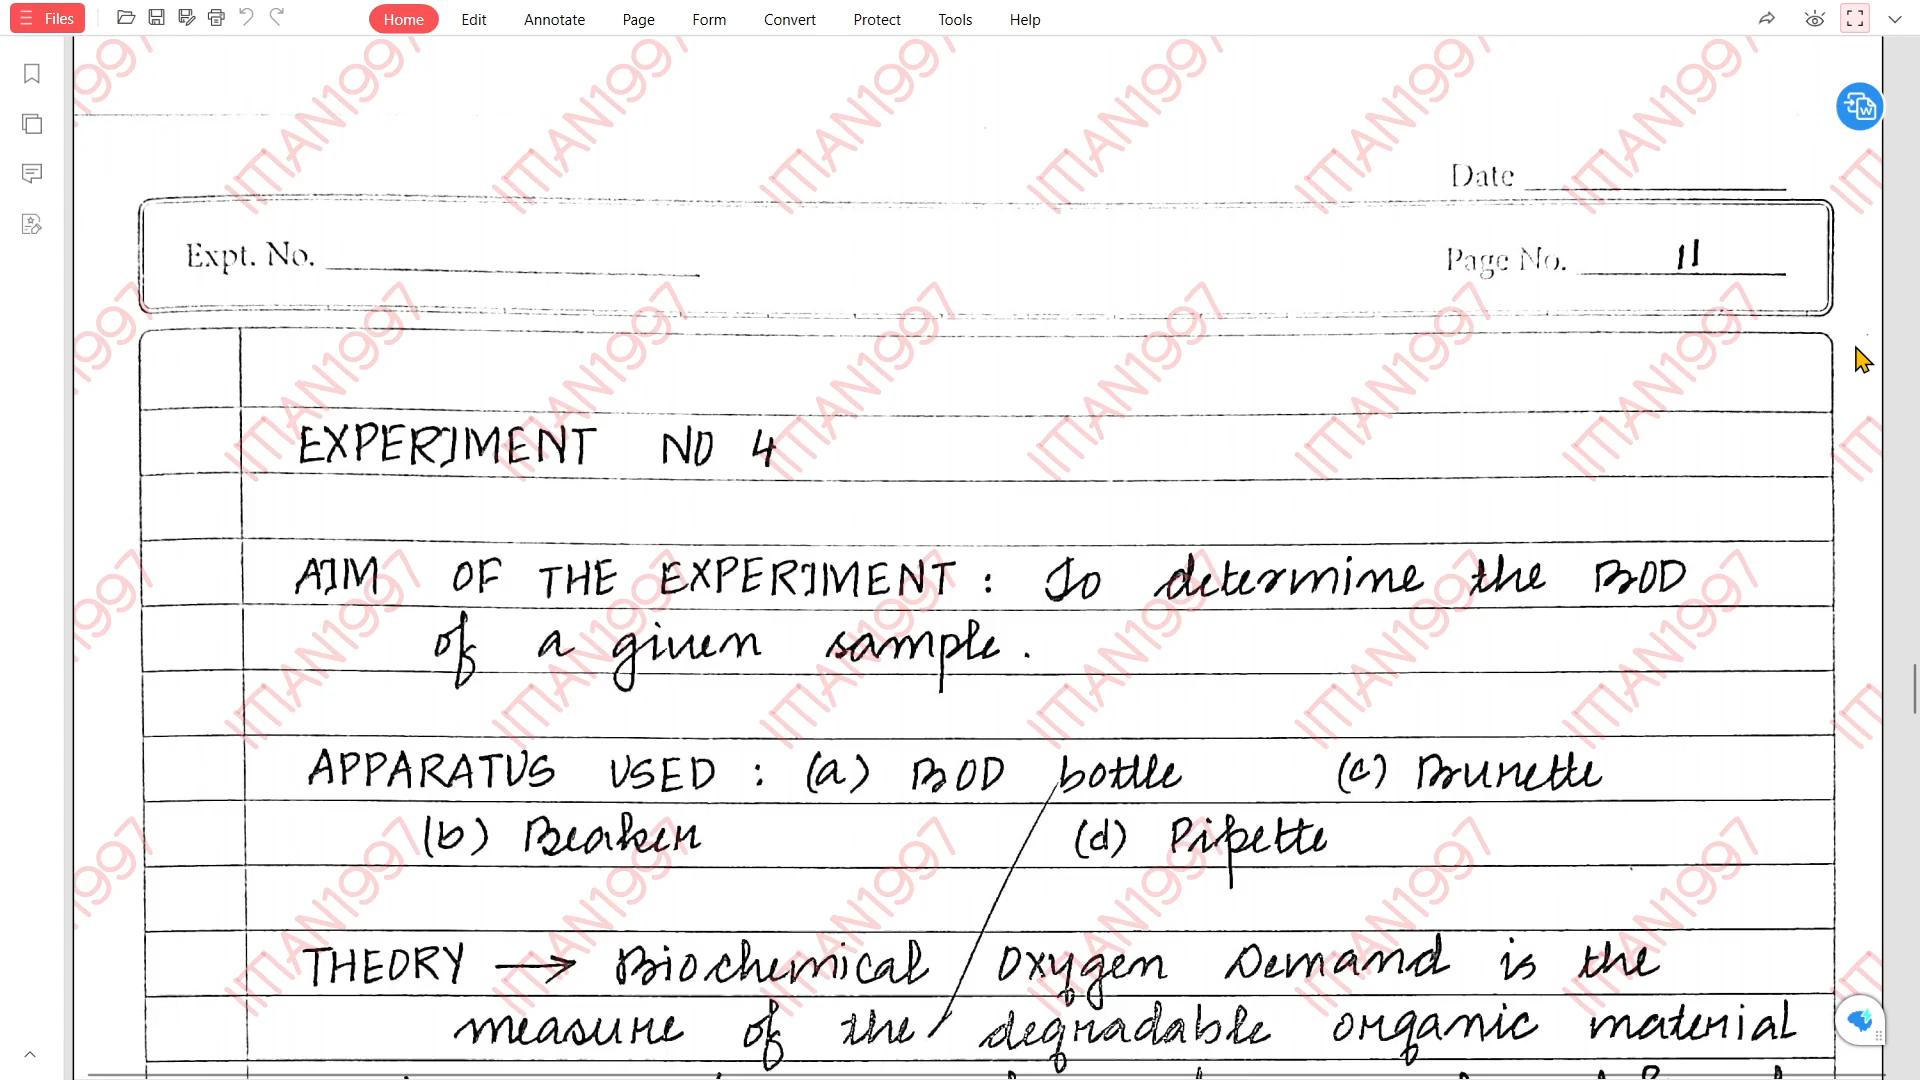 Files Home Edit Annotate Page Form Convert Protect Tools Help
Date
Expt. No. Page No. 11
EXPERIMENT NO 4
AIM OF THE EXPERIMENT : To determine the BOD
of a given sample.
APPARATUS USED : (a) BOD bottle (c) Burette
(b) Beaker (d) Pipette
THEORY → Biochemical Oxygen Demand is the
measure of the degradable organic material
IITIAN1997